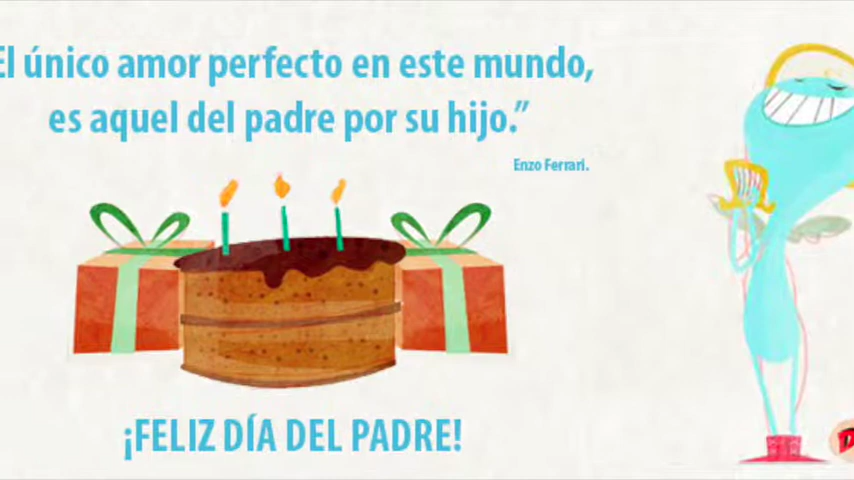 El único amor perfecto en este mundo,
es aquel del padre por su hijo.”
Enzo Ferrari.
¡FELIZ DÍA DEL PADRE!